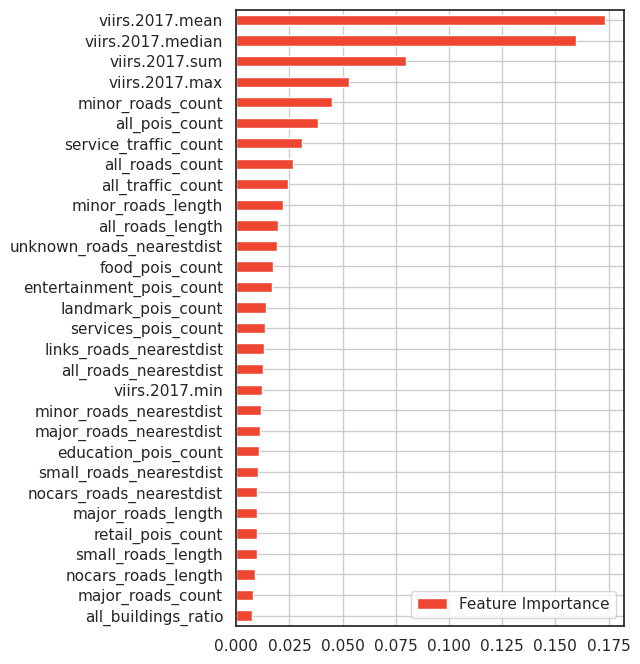 viirs.2017.mean
viirs.2017.median
viirs.2017.sum
viirs.2017.max
minor_roads_count
all_pois_count
service_traffic_count
all_roads_count
all_traffic_count
minor_roads_length
all_roads_length
unknown_roads_nearestdist
food_pois_count
entertainment_pois_count
landmark_pois_count
services_pois_count
links_roads_nearestdist
all_roads_nearestdist
viirs.2017.min
minor_roads_nearestdist
major_roads_nearestdist
education_pois_count
small_roads_nearestdist
nocars_roads_nearestdist
major_roads_length
retail_pois_count
small_roads_length
nocars_roads_length
major_roads_count
all_buildings_ratio
Feature Importance
0.000 0.025 0.050 0.075 0.100 0.125 0.150 0.175